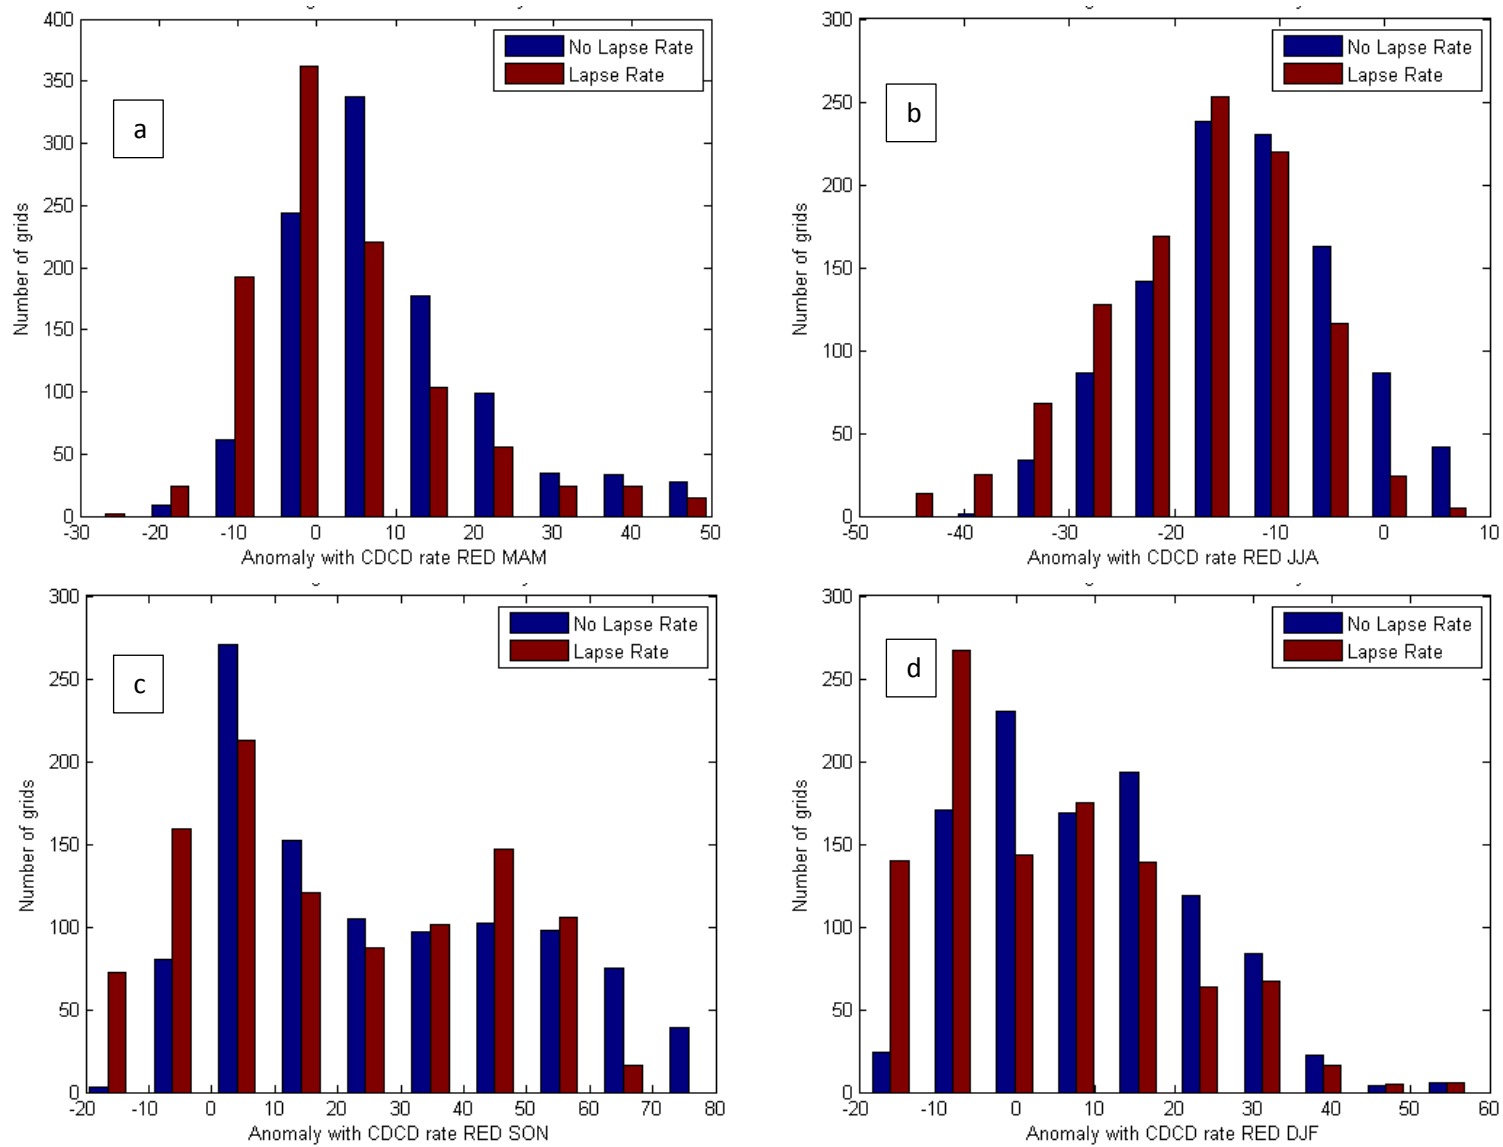 400
350
300
250
200
150
100
50
0
Number of grids
a
No Lapse Rate
Lapse Rate
-30 -20 -10 0 10 20 30 40 50
Anomaly with CDCD rate RED MAM
300
250
200
150
100
50
0
Number of grids
b
No Lapse Rate
Lapse Rate
-50 -40 -30 -20 -10 0 10
Anomaly with CDCD rate RED JJA
300
250
200
150
100
50
0
Number of grids
c
No Lapse Rate
Lapse Rate
-20 -10 0 10 20 30 40 50 60 70 80
Anomaly with CDCD rate RED SON
300
250
200
150
100
50
0
Number of grids
d
No Lapse Rate
Lapse Rate
-20 -10 0 10 20 30 40 50 60
Anomaly with CDCD rate RED DJF